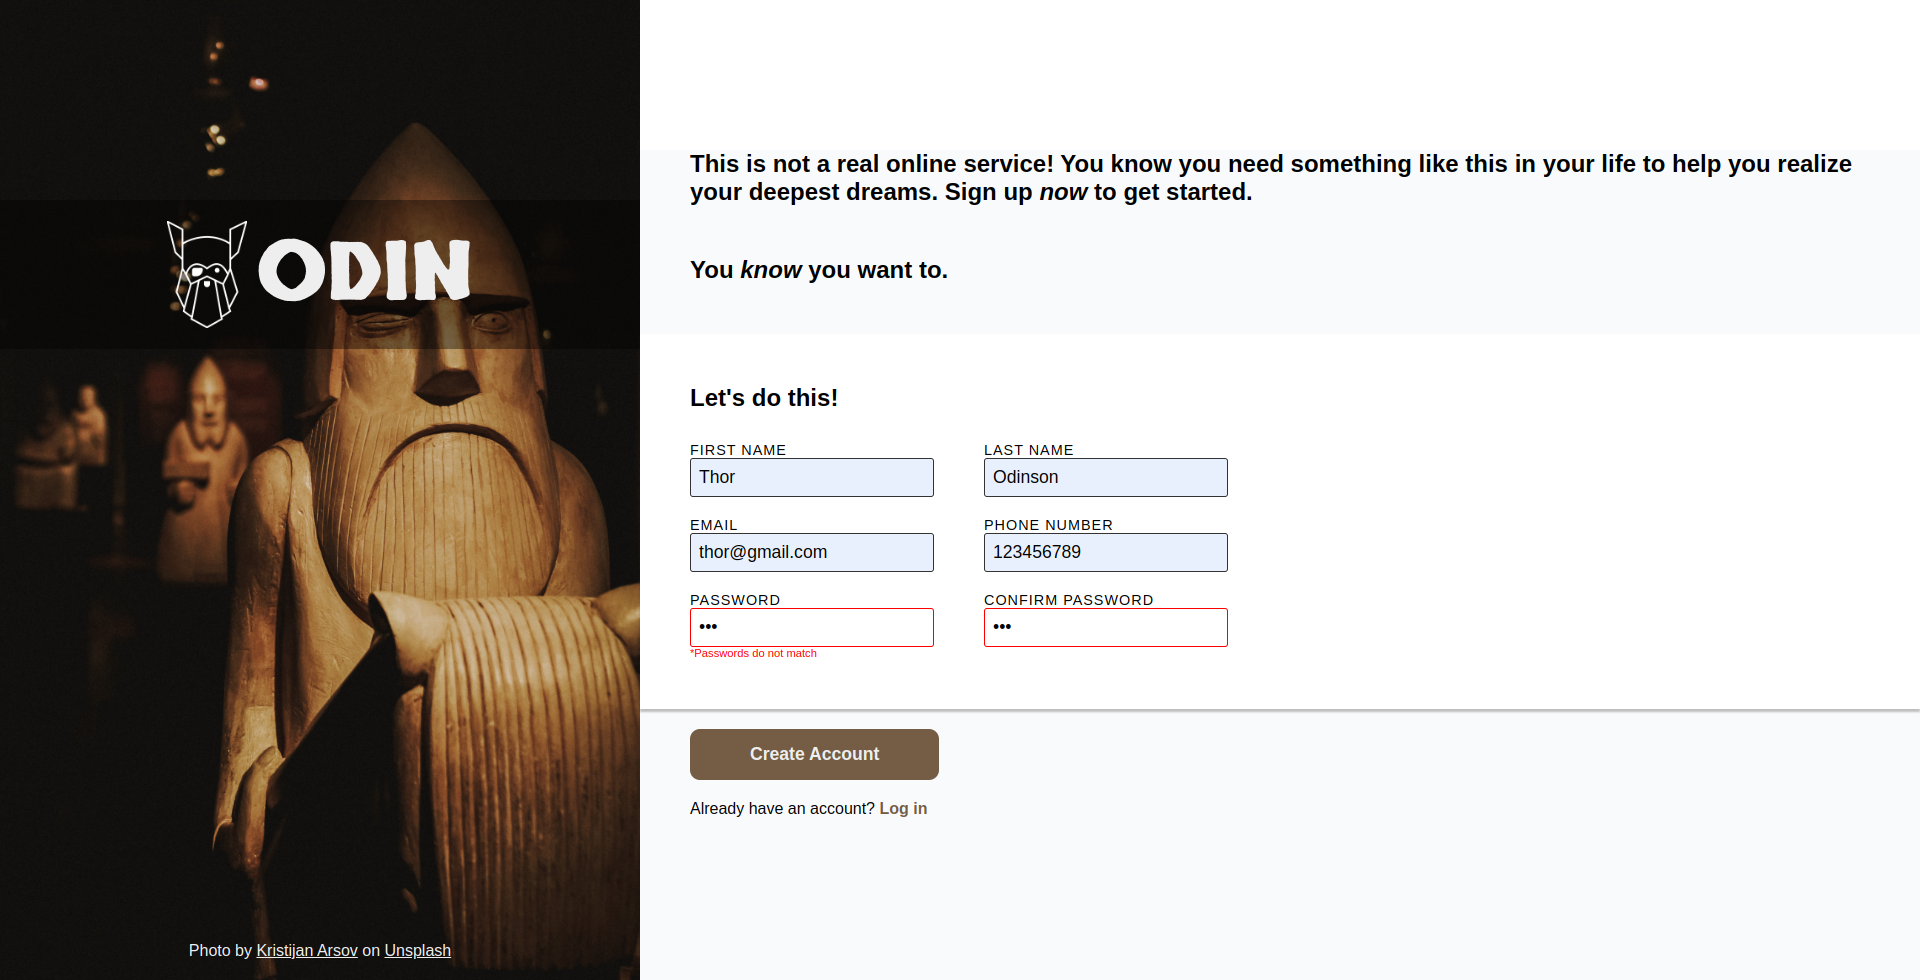 ODIN
Photo by Kristijan Arsov on Unsplash
This is not a real online service! You know you need something like this in your life to help you realize
your deepest dreams. Sign up now to get started.
You know you want to.
Let's do this!
FIRST NAME
Thor
LAST NAME
Odinson
EMAIL
thor@gmail.com
PHONE NUMBER
123456789
PASSWORD
•••
*Passwords do not match
CONFIRM PASSWORD
•••
Create Account
Already have an account? Log in